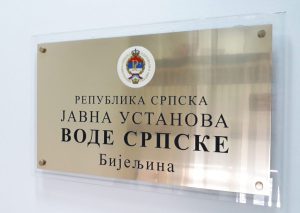 РЕПУБЛИКА СРПСКА
ЈАВНА УСТАНОВА
ВОДЕ СРПСКЕ
Бијељина